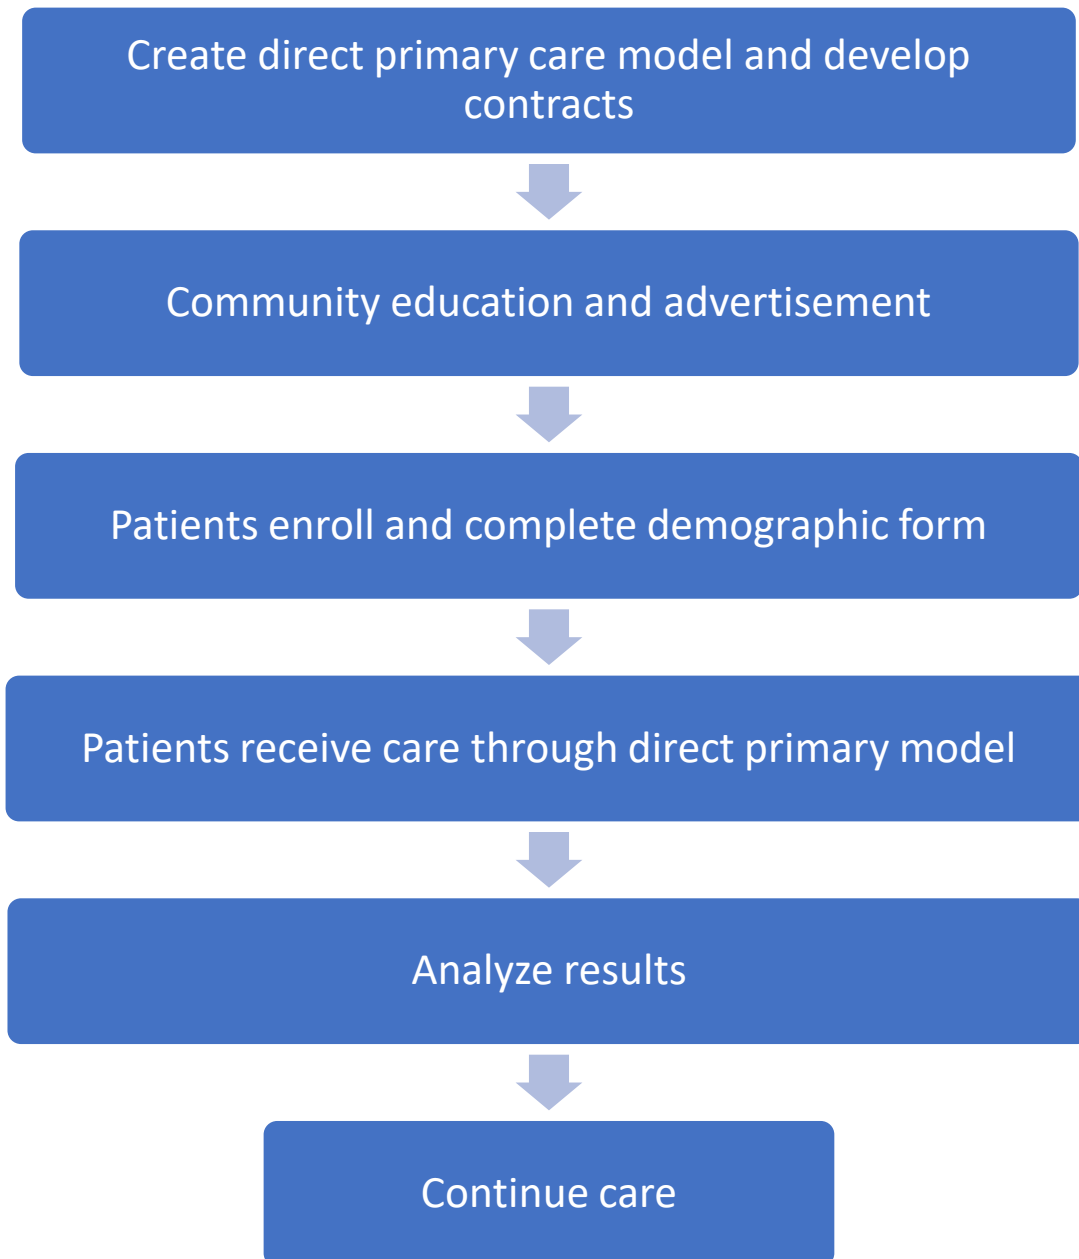 Create direct primary care model and develop
contracts
Community education and advertisement
Patients enroll and complete demographic form
Patients receive care through direct primary model
Analyze results
Continue care